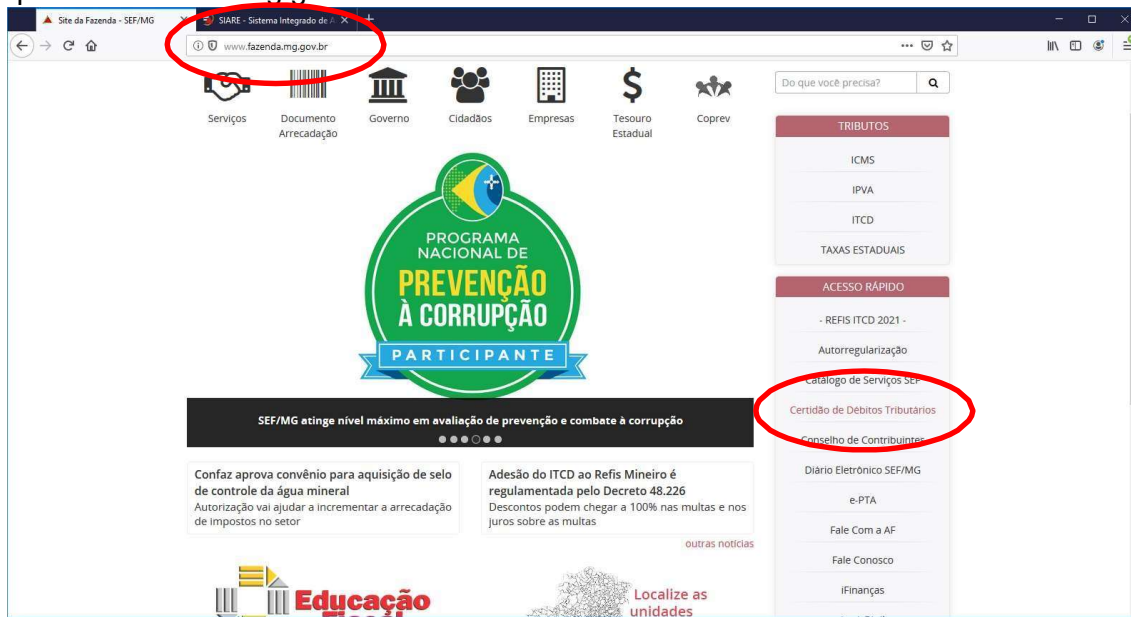 Site da Fazenda - SEF/MG
SIARE - Sistema Integrado de A
www.fazenda.mg.gov.br
Serviços
Documento
Arrecadação
Governo
Cidadãos
Empresas
Tesouro
Estadual
Coprev
PROGRAMA
NACIONAL DE
PREVENÇÃO
À CORRUPÇÃO
PARTICIPANTE
SEF/MG atinge nível máximo em avaliação de prevenção e combate à corrupção
Confaz aprova convênio para aquisição de selo
de controle da água mineral
Autorização vai ajudar a incrementar a arrecadação
de impostos no setor
Adesão do ITCD ao Refis Mineiro é
regulamentada pelo Decreto 48.226
Descontos podem chegar a 100% nas multas e nos
juros sobre as multas
outras notícias
Educação
Localize as
unidades
Do que você precisa?
TRIBUTOS
ICMS
IPVA
ITCD
TAXAS ESTADUAIS
ACESSO RÁPIDO
- REFIS ITCD 2021 -
Autorregularização
Catálogo de Serviços SEF
Certidão de Débitos Tributários
Conselho de Contribuintes
Diário Eletrônico SEF/MG
e-PTA
Fale Com a AF
Fale Conosco
iFinanças